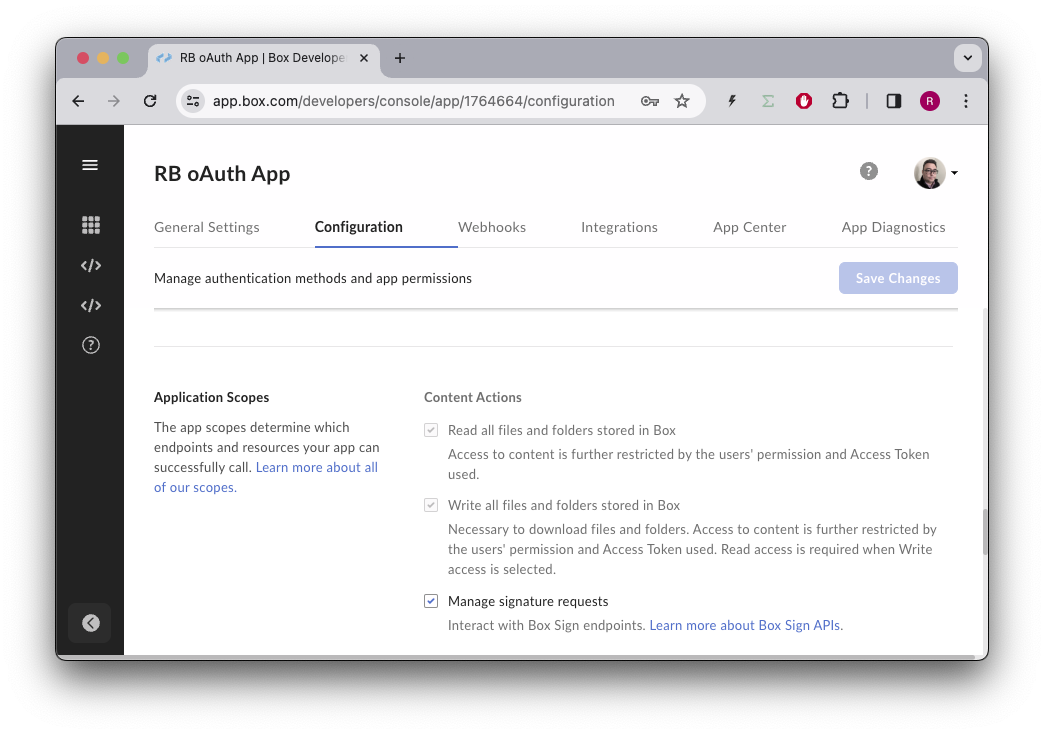 RB oAuth App | Box Develope
app.box.com/developers/console/app/1764664/configuration
R
RB oAuth App
?
General Settings
Configuration
Webhooks
Integrations
App Center
App Diagnostics
Manage authentication methods and app permissions
Save Changes
Application Scopes
The app scopes determine which
endpoints and resources your app can
successfully call. Learn more about all
of our scopes.
Content Actions
Read all files and folders stored in Box
Access to content is further restricted by the users' permission and Access Token
used.
Write all files and folders stored in Box
Necessary to download files and folders. Access to content is further restricted by
the users' permission and Access Token used. Read access is required when Write
access is selected.
Manage signature requests
Interact with Box Sign endpoints. Learn more about Box Sign APIs.